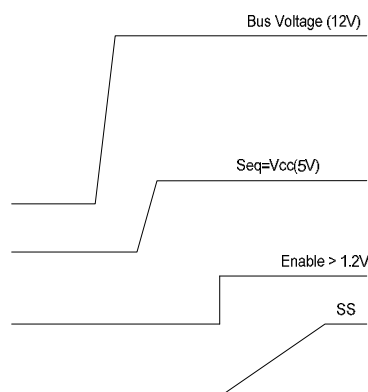 Bus Voltage (12V)
Seq=Vcc(5V)
Enable > 1.2V
SS